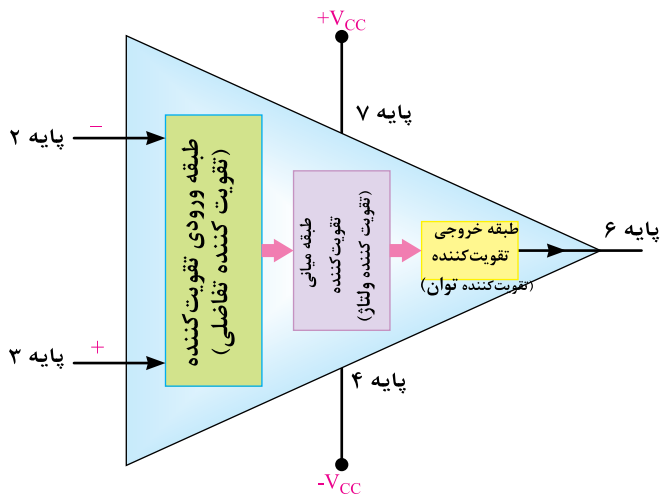 +VCC
پایه ۷
پایه ۲
−
طبقه ورودی تقویت‌کننده
(تقویت کننده تفاضلی)
طبقه میانی
تقویت‌کننده
(تقویت کننده ولتاژ)
طبقه خروجی
تقویت‌کننده
(تقویت‌کننده توان)
پایه ۶
پایه ۳
+
پایه ۴
-VCC